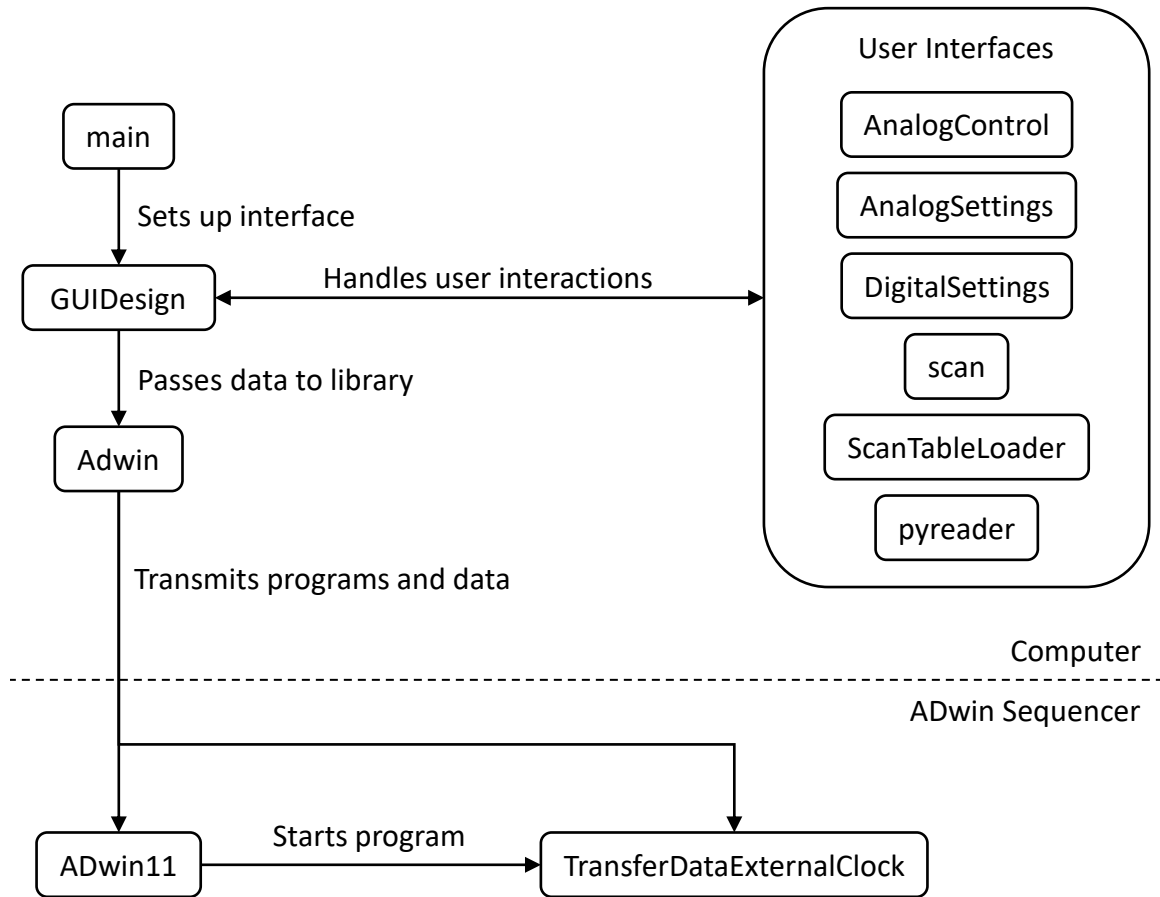 User Interfaces
AnalogControl
main
AnalogSettings
Sets up interface
GUIDesign
Handles user interactions
DigitalSettings
scan
Passes data to library
Adwin
ScanTableLoader
pyreader
Transmits programs and data
Computer
ADwin Sequencer
Starts program
ADwin11
TransferDataExternalClock